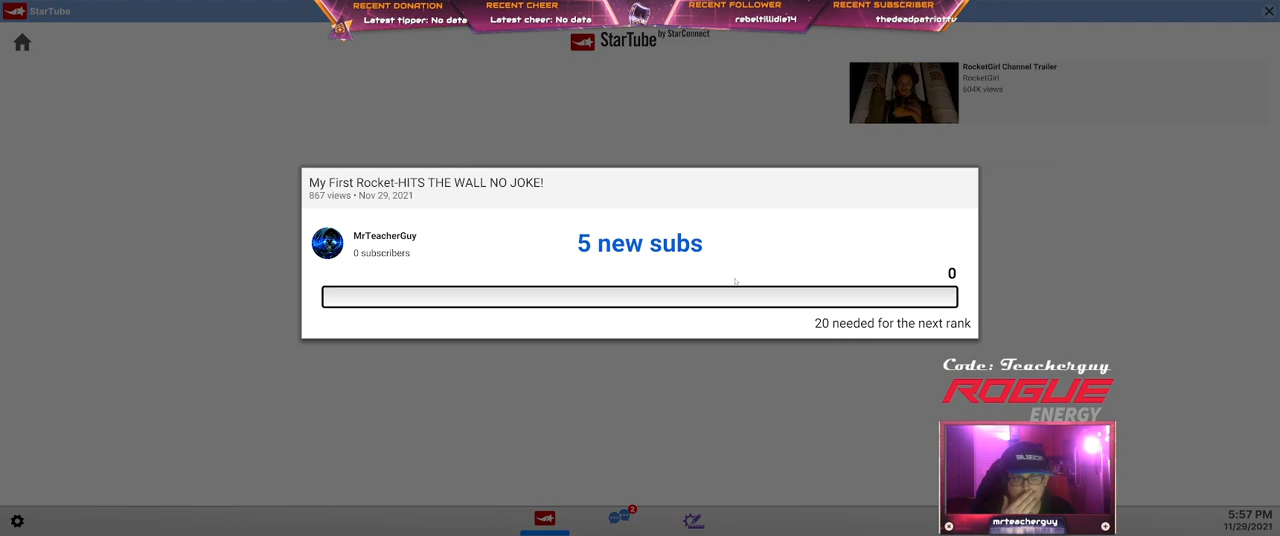 StarTube
RECENT DONATION
Latest tipper: No data
RECENT CHEER
Latest cheer: No data
RECENT FOLLOWER
rebeltillidie14
RECENT SUBSCRIBER
thedeadpatriottv
StarTube by StarConnect
RocketGirl Channel Trailer
RocketGirl
604K views
My First Rocket-HITS THE WALL NO JOKE!
867 views • Nov 29, 2021
MrTeacherGuy
0 subscribers
5 new subs
0
20 needed for the next rank
Code: Teacherguy
ROGUE
ENERGY
mrteacherguy
2
5:57 PM
11/29/2021